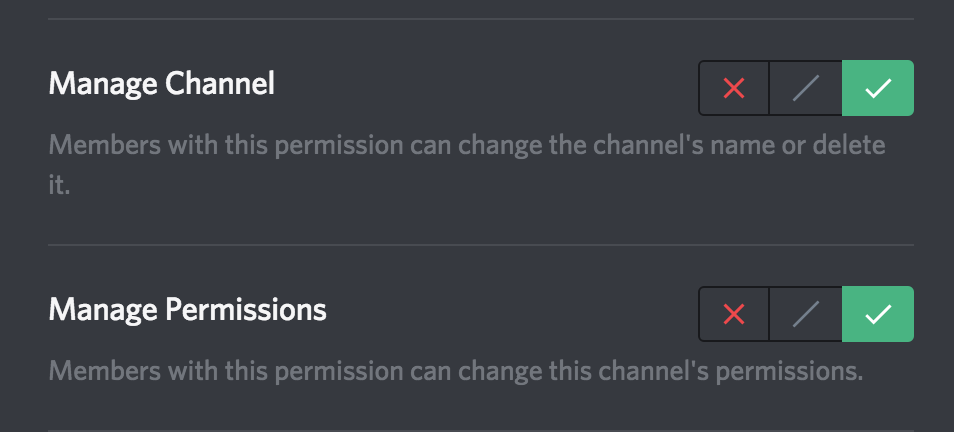 Manage Channel
Members with this permission can change the channel's name or delete
it.
Manage Permissions
Members with this permission can change this channel's permissions.